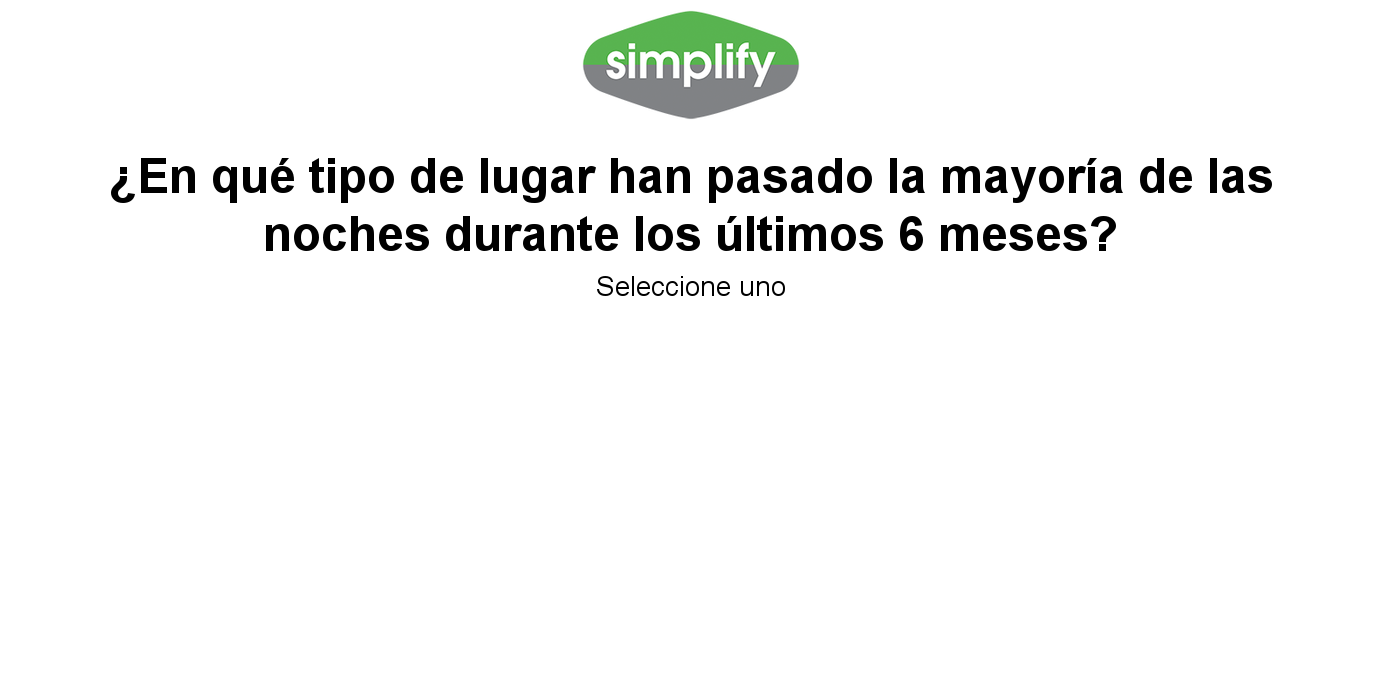 simplify
¿En qué tipo de lugar han pasado la mayoría de las
noches durante los últimos 6 meses?
Seleccione uno